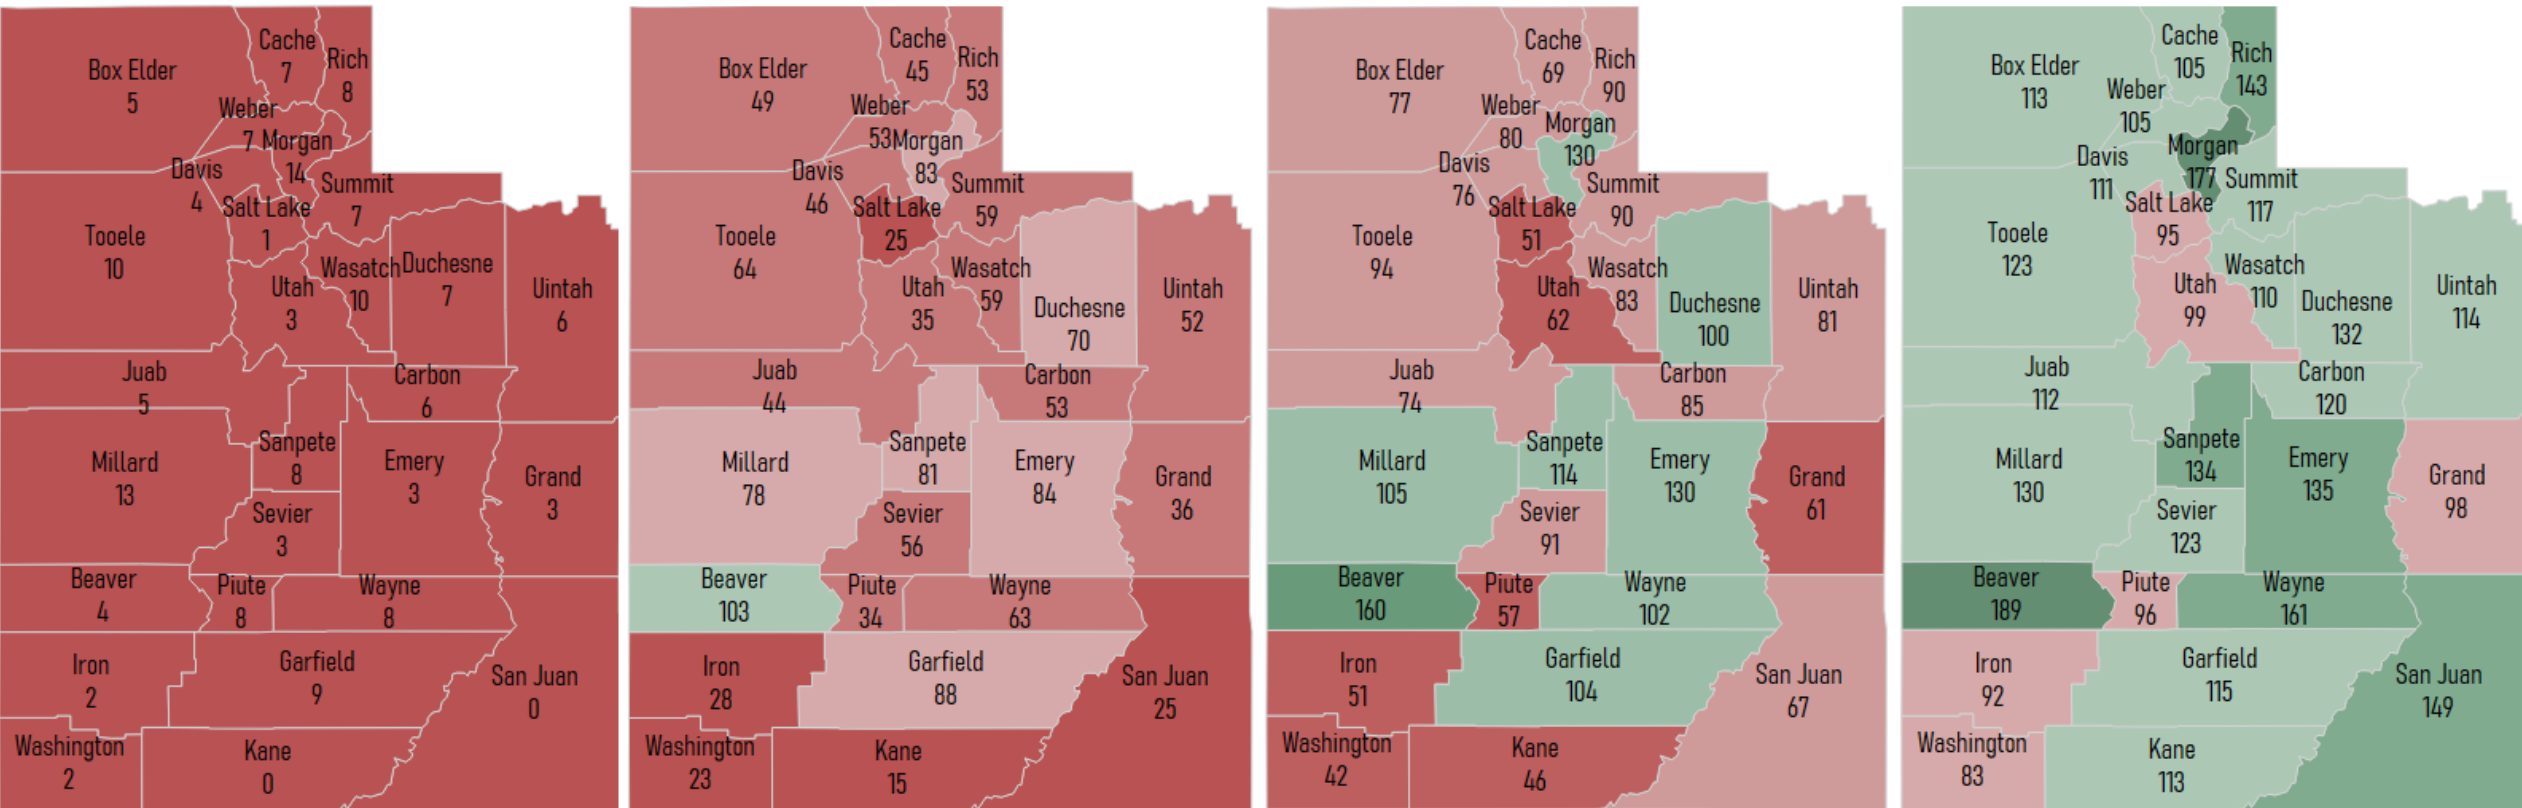 Cache
7
Rich
8
Box Elder
5
Weber
7
Morgan
14
Davis
4
Summit
7
Salt Lake
1
Tooele
10
Wasatch
10
Duchesne
7
Utah
3
Uintah
6
Juab
5
Carbon
6
Sanpete
8
Millard
13
Emery
3
Grand
3
Sevier
3
Beaver
4
Piute
8
Wayne
8
Iron
2
Garfield
9
San Juan
0
Washington
2
Kane
0
Cache
45
Rich
53
Box Elder
49
Weber
53
Morgan
83
Davis
46
Summit
59
Salt Lake
25
Tooele
64
Wasatch
59
Utah
35
Duchesne
70
Uintah
52
Juab
44
Carbon
53
Sanpete
81
Millard
78
Emery
84
Grand
36
Sevier
56
Beaver
103
Piute
34
Wayne
63
Iron
28
Garfield
88
San Juan
25
Washington
23
Kane
15
Cache
69
Rich
90
Box Elder
77
Weber
80
Morgan
130
Davis
76
Summit
90
Salt Lake
51
Tooele
94
Wasatch
83
Utah
62
Duchesne
100
Uintah
81
Juab
74
Carbon
85
Sanpete
114
Millard
105
Emery
130
Grand
61
Sevier
91
Beaver
160
Piute
57
Wayne
102
Iron
51
Garfield
104
San Juan
67
Washington
42
Kane
46
Cache
105
Rich
143
Box Elder
113
Weber
105
Morgan
177
Davis
111
Summit
117
Salt Lake
95
Tooele
123
Wasatch
110
Utah
99
Duchesne
132
Uintah
114
Juab
112
Carbon
120
Sanpete
134
Millard
130
Emery
135
Grand
98
Sevier
123
Beaver
189
Piute
96
Wayne
161
Iron
92
Garfield
115
San Juan
149
Washington
83
Kane
113